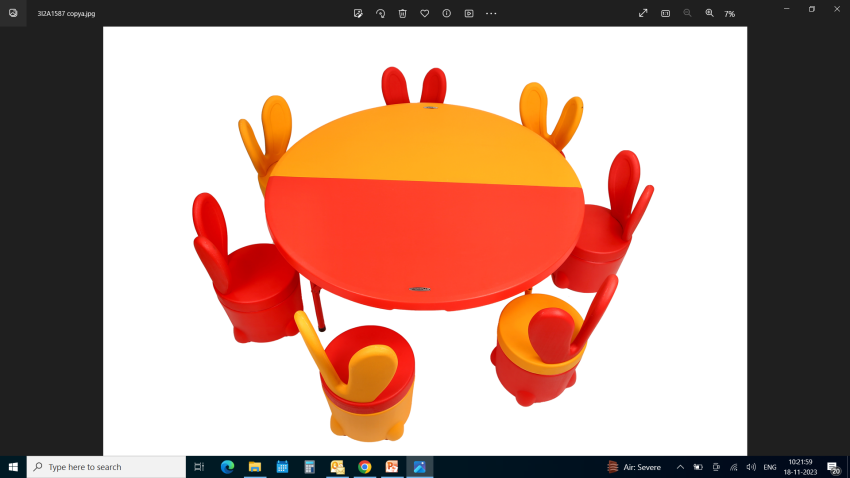 3I2A1587 copya.jpg
7%
Type here to search
Air: Severe
ENG
10:21:59
18-11-2023
20